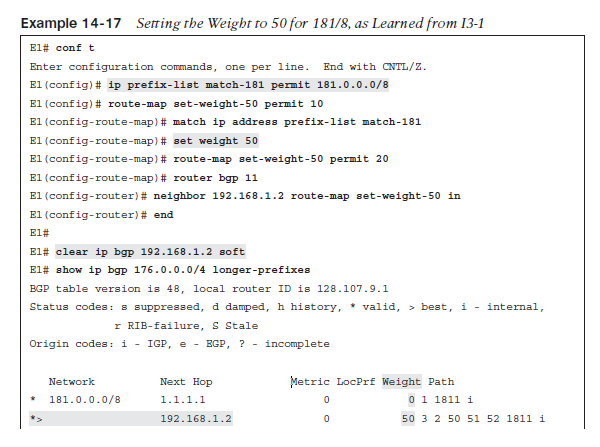 Example 14-17 Setting the Weight to 50 for 181/8, as Learned from I3-1
E1# conf t
Enter configuration commands, one per line. End with CNTL/Z.
E1(config)# ip prefix-list match-181 permit 181.0.0.0/8
E1(config)# route-map set-weight-50 permit 10
E1(config-route-map)# match ip address prefix-list match-181
E1(config-route-map)# set weight 50
E1(config-route-map)# route-map set-weight-50 permit 20
E1(config-route-map)# router bgp 11
E1(config-router)# neighbor 192.168.1.2 route-map set-weight-50 in
E1(config-router)# end
E1#
E1# clear ip bgp 192.168.1.2 soft
E1# show ip bgp 176.0.0.0/4 longer-prefixes
BGP table version is 48, local router ID is 128.107.9.1
Status codes: s suppressed, d damped, h history, * valid, > best, i - internal,
r RIB-failure, S Stale
Origin codes: i - IGP, e - EGP, ? - incomplete
Network Next Hop Metric LocPrf Weight Path
* 181.0.0.0/8 1.1.1.1 0 0 1 1811 i
*> 192.168.1.2 0 50 3 2 50 51 52 1811 i